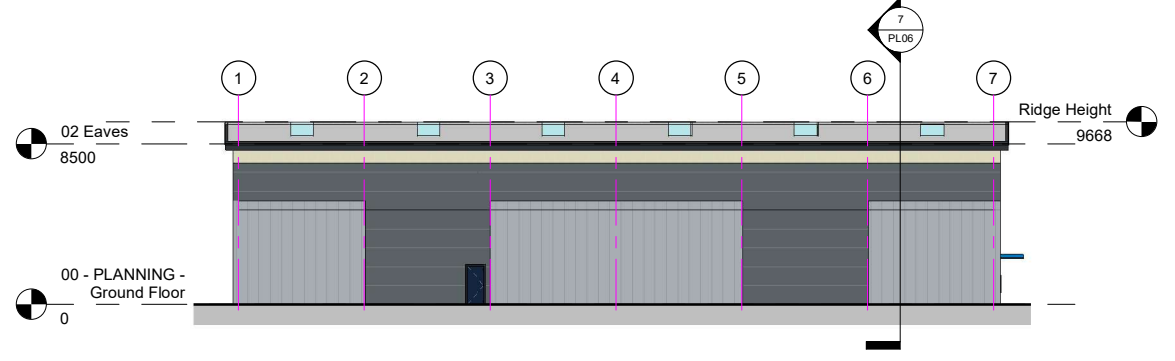 7
PL06
1
2
3
4
5
6
7
Ridge Height
9668
02 Eaves
8500
00 - PLANNING -
Ground Floor
0